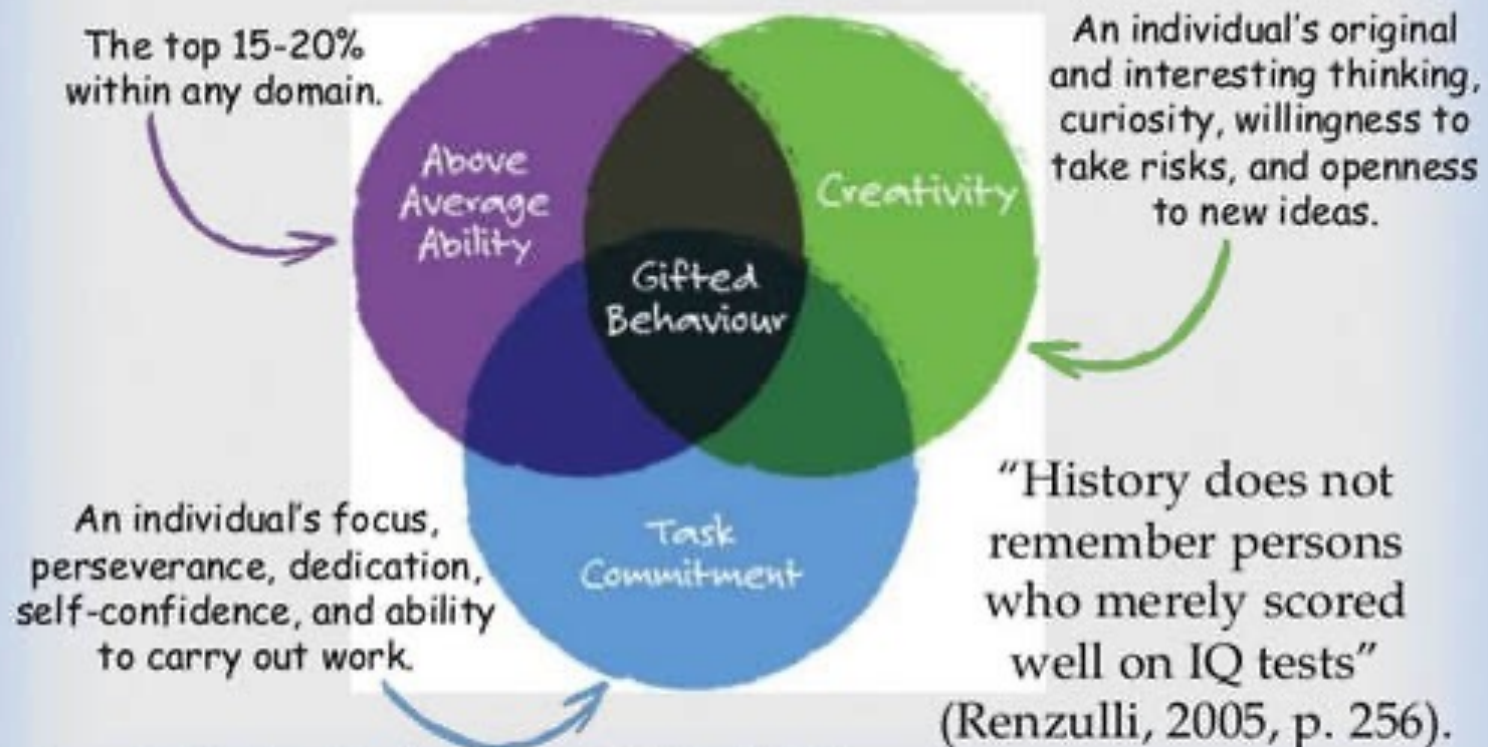 The top 15-20%
within any domain.
Above
Average
Ability
Creativity
An individual's original
and interesting thinking,
curiosity, willingness to
take risks, and openness
to new ideas.
Gifted
Behaviour
An individual's focus,
perseverance, dedication,
self-confidence, and ability
to carry out work.
Task
Commitment
“History does not
remember persons
who merely scored
well on IQ tests”
(Renzulli, 2005, p. 256).